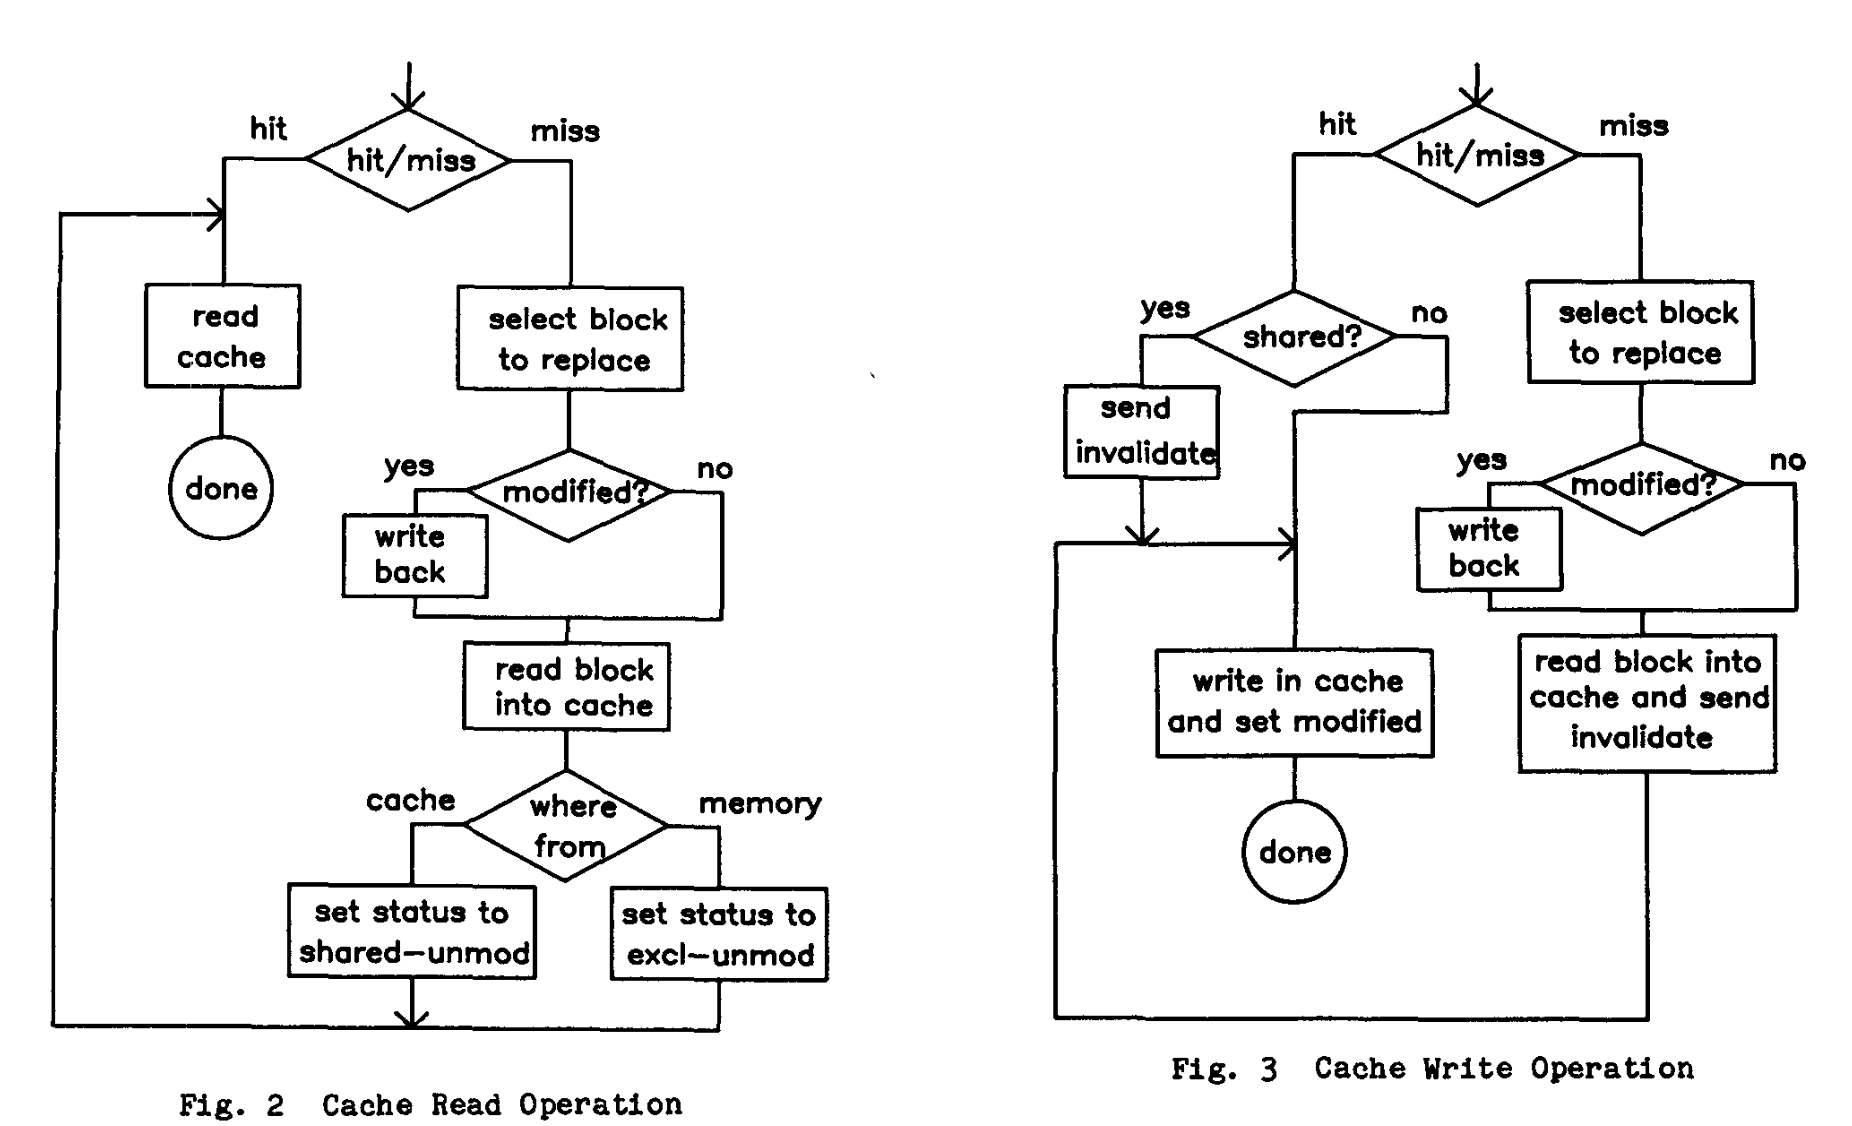 hit
miss
hit/miss
read
cache
done
select block
to replace
yes
no
modified?
write
back
read block
into cache
cache
memory
where
from
set status to
shared-unmod
set status to
excl-unmod
Fig. 2 Cache Read Operation
hit
miss
hit/miss
yes
no
shared?
send
invalidate
select block
to replace
yes
no
modified?
write
back
write in cache
and set modified
read block into
cache and send
invalidate
done
Fig. 3 Cache Write Operation